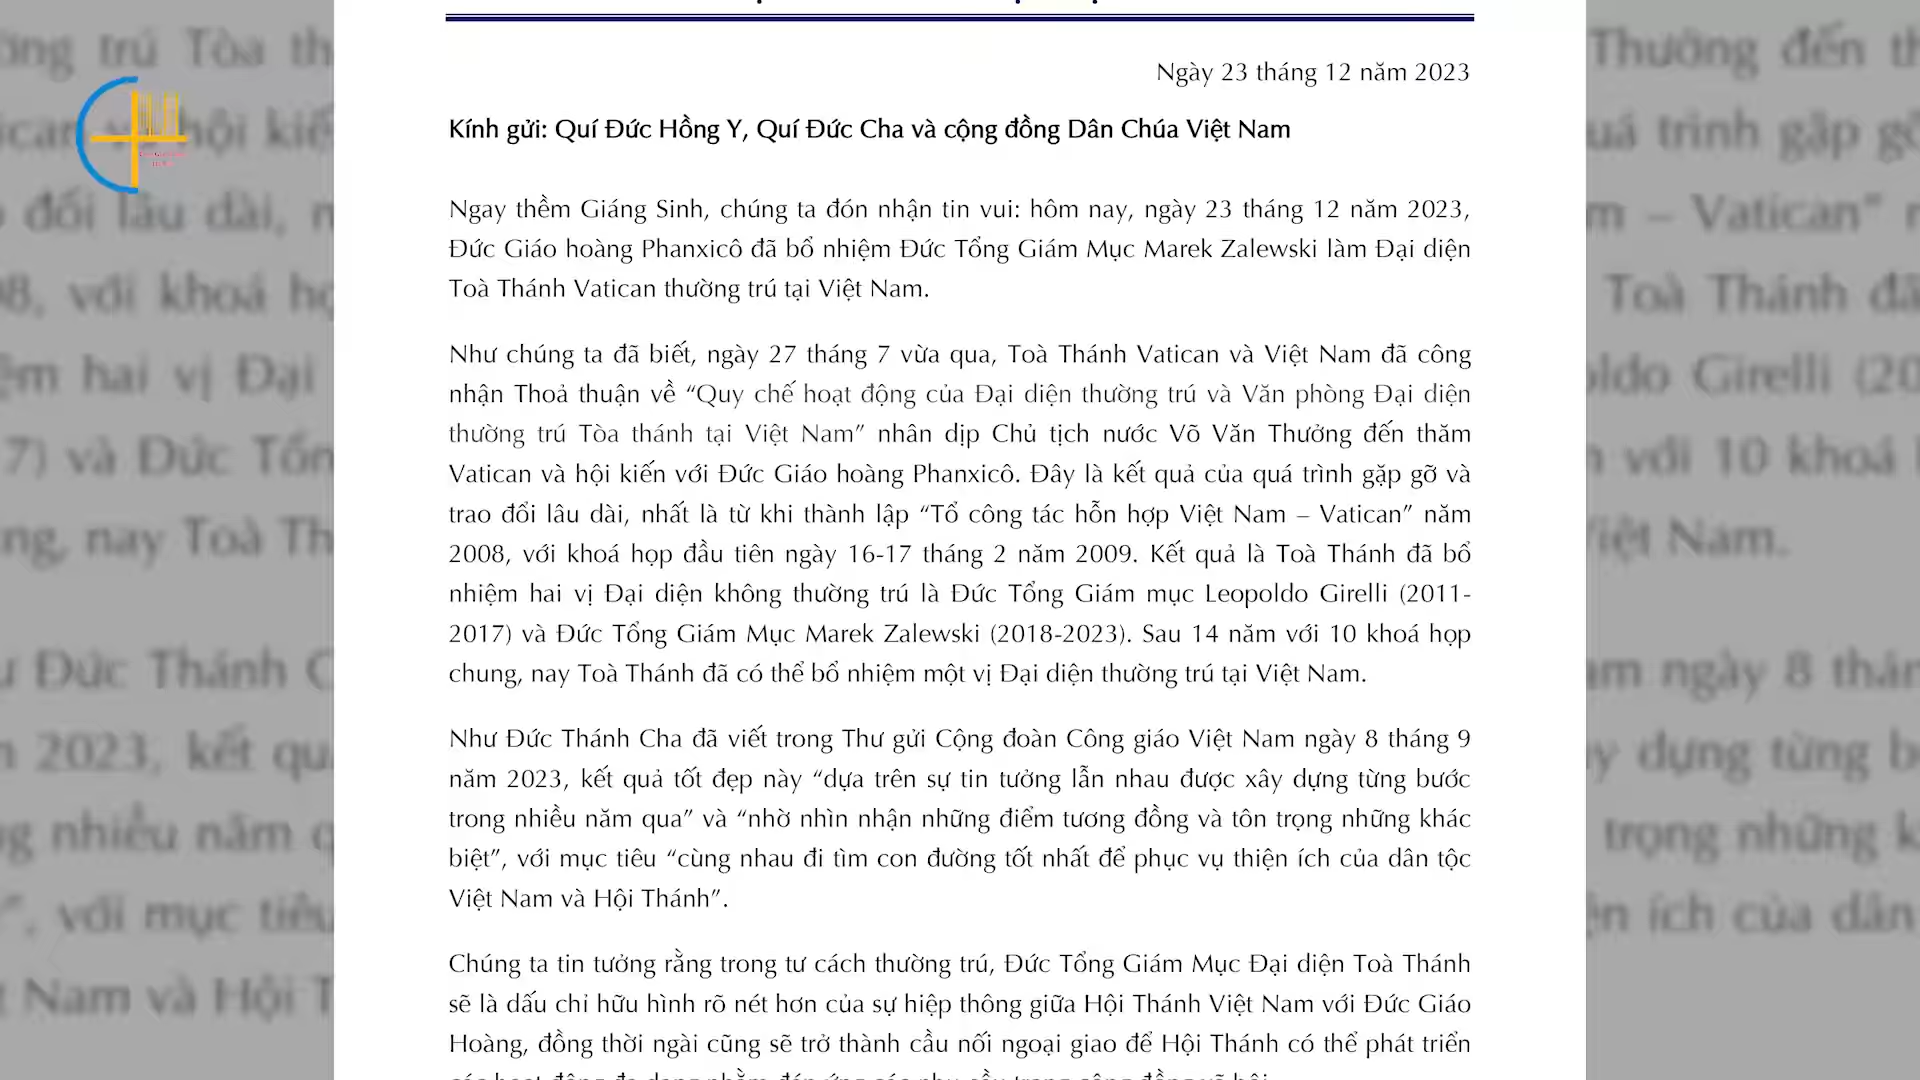 Ngày 23 tháng 12 năm 2023
Kính gửi: Quí Đức Hồng Y, Quí Đức Cha và cộng đồng Dân Chúa Việt Nam
Ngay thềm Giáng Sinh, chúng ta đón nhận tin vui: hôm nay, ngày 23 tháng 12 năm 2023,
Đức Giáo hoàng Phanxicô đã bổ nhiệm Đức Tổng Giám Mục Marek Zalewski làm Đại diện
Toà Thánh Vatican thường trú tại Việt Nam.
Như chúng ta đã biết, ngày 27 tháng 7 vừa qua, Toà Thánh Vatican và Việt Nam đã công
nhận Thoả thuận về “Quy chế hoạt động của Đại diện thường trú và Văn phòng Đại diện
thường trú Tòa thánh tại Việt Nam” nhân dịp Chủ tịch nước Võ Văn Thưởng đến thăm
Vatican và hội kiến với Đức Giáo hoàng Phanxicô. Đây là kết quả của quá trình gặp gỡ và
trao đổi lâu dài, nhất là từ khi thành lập “Tổ công tác hỗn hợp Việt Nam – Vatican” năm
2008, với khoá họp đầu tiên ngày 16-17 tháng 2 năm 2009. Kết quả là Toà Thánh đã bổ
nhiệm hai vị Đại diện không thường trú là Đức Tổng Giám mục Leopoldo Girelli (2011-
2017) và Đức Tổng Giám Mục Marek Zalewski (2018-2023). Sau 14 năm với 10 khoá họp
chung, nay Toà Thánh đã có thể bổ nhiệm một vị Đại diện thường trú tại Việt Nam.
Như Đức Thánh Cha đã viết trong Thư gửi Cộng đoàn Công giáo Việt Nam ngày 8 tháng 9
năm 2023, kết quả tốt đẹp này “dựa trên sự tin tưởng lẫn nhau được xây dựng từng bước
trong nhiều năm qua” và “nhờ nhìn nhận những điểm tương đồng và tôn trọng những khác
biệt”, với mục tiêu “cùng nhau đi tìm con đường tốt nhất để phục vụ thiện ích của dân tộc
Việt Nam và Hội Thánh”.
Chúng ta tin tưởng rằng trong tư cách thường trú, Đức Tổng Giám Mục Đại diện Toà Thánh
sẽ là dấu chỉ hữu hình rõ nét hơn của sự hiệp thông giữa Hội Thánh Việt Nam với Đức Giáo
Hoàng, đồng thời ngài cũng sẽ trở thành cầu nối ngoại giao để Hội Thánh có thể phát triển